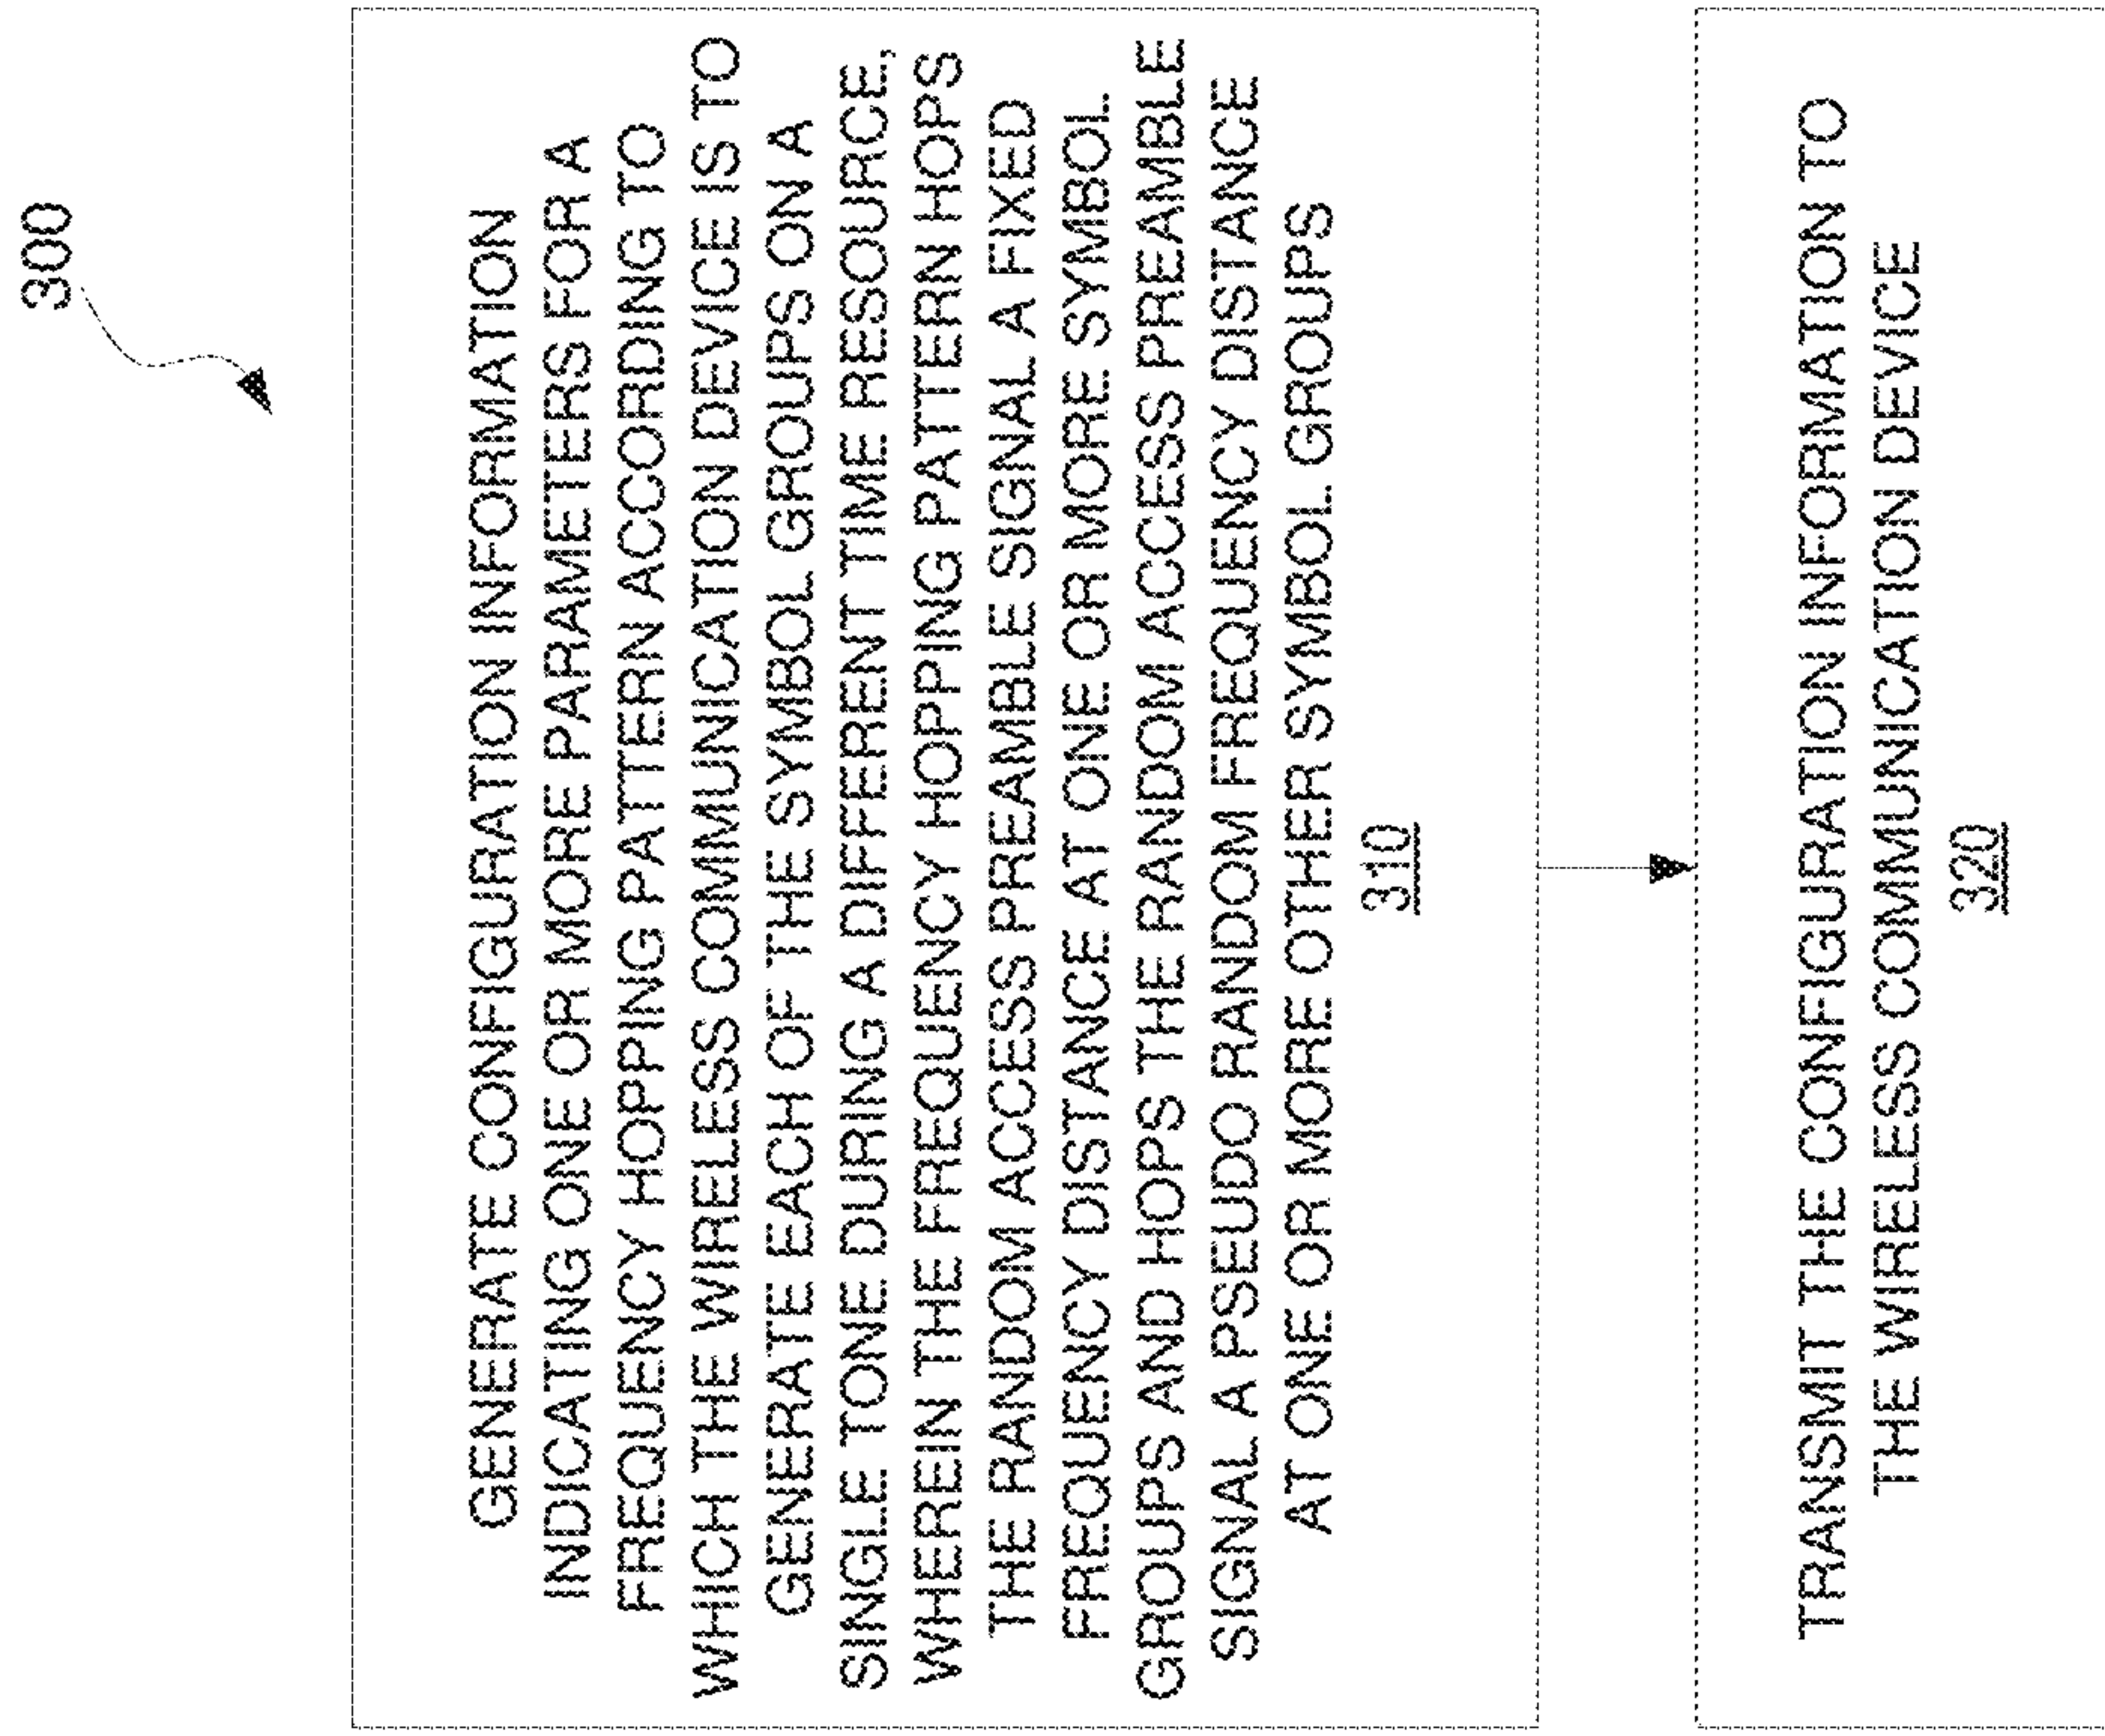 300
GENERATE CONFIGURATION INFORMATION
INDICATING ONE OR MORE PARAMETERS FOR A
FREQUENCY HOPPING PATTERN ACCORDING TO
WHICH THE WIRELESS COMMUNICATION DEVICE IS TO
GENERATE EACH OF THE SYMBOL GROUPS ON A
SINGLE TONE DURING A DIFFERENT TIME RESOURCE,
WHEREIN THE FREQUENCY HOPPING PATTERN HOPS
THE RANDOM ACCESS PREAMBLE SIGNAL A FIXED
FREQUENCY DISTANCE AT ONE OR MORE SYMBOL
GROUPS AND HOPS THE RANDOM ACCESS PREAMBLE
SIGNAL A PSEUDO RANDOM FREQUENCY DISTANCE
AT ONE OR MORE OTHER SYMBOL GROUPS
310
TRANSMIT THE CONFIGURATION INFORMATION TO
THE WIRELESS COMMUNICATION DEVICE
320